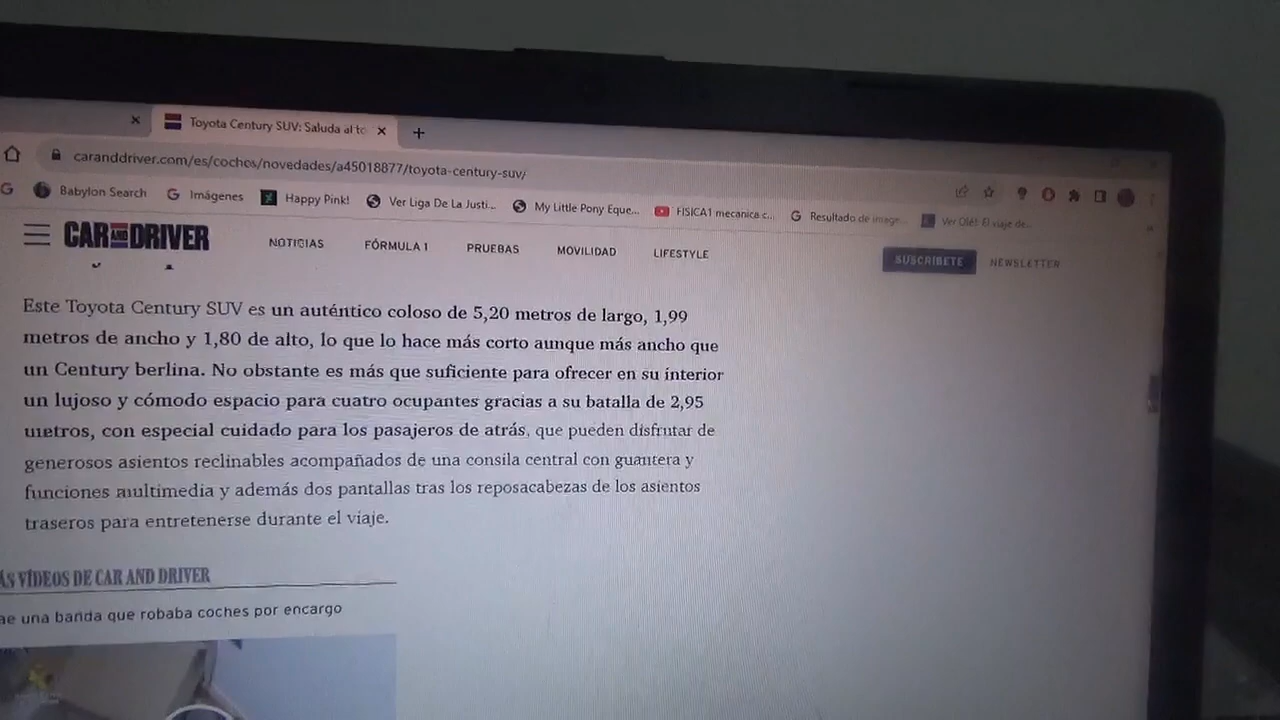 Toyota Century SUV: Saluda al to
caranddriver.com/es/coches/novedades/a45018877/toyota-century-suv/
Babylon Search Imágenes Happy Pink! Ver Liga De La Justi... My Little Pony Eque... FISICA1 mecanica c... Resultado de image... Ver Olé! El viaje de...
CAR AND DRIVER NOTICIAS FÓRMULA 1 PRUEBAS MOVILIDAD LIFESTYLE SUSCRÍBETE NEWSLETTER
Este Toyota Century SUV es un auténtico coloso de 5,20 metros de largo, 1,99
metros de ancho y 1,80 de alto, lo que lo hace más corto aunque más ancho que
un Century berlina. No obstante es más que suficiente para ofrecer en su interior
un lujoso y cómodo espacio para cuatro ocupantes gracias a su batalla de 2,95
metros, con especial cuidado para los pasajeros de atrás, que pueden disfrutar de
generosos asientos reclinables acompañados de una consila central con guantera y
funciones multimedia y además dos pantallas tras los reposacabezas de los asientos
traseros para entretenerse durante el viaje.
ÁS VÍDEOS DE CAR AND DRIVER
ae una banda que robaba coches por encargo